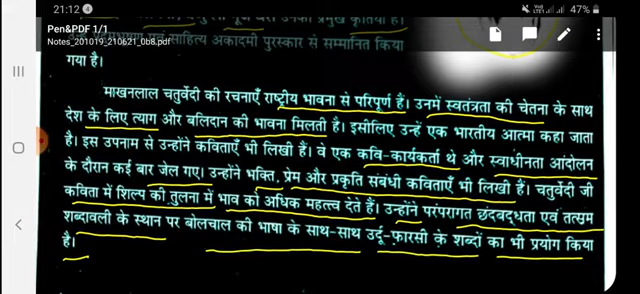 21:12 47%
Pen&PDF 1/1
Notes_201019_210621_0b8.pdf
उनकी प्रमुख कृतियाँ हैं।
एवं साहित्य अकादमी पुरस्कार से सम्मानित किया
गया है।
माखनलाल चतुर्वेदी की रचनाएँ राष्ट्रीय भावना से परिपूर्ण हैं। उनमें स्वतंत्रता की चेतना के साथ
देश के लिए त्याग और बलिदान की भावना मिलती है। इसीलिए उन्हें एक भारतीय आत्मा कहा जाता
है। इस उपनाम से उन्होंने कविताएँ भी लिखी हैं। वे एक कवि-कार्यकर्ता थे और स्वाधीनता आंदोलन
के दौरान कई बार जेल गए। उन्होंने भक्ति, प्रेम और प्रकृति संबंधी कविताएँ भी लिखी हैं। चतुर्वेदी जी
कविता में शिल्प की तुलना में भाव को अधिक महत्व देते हैं। उन्होंने परंपरागत छंदबद्धता एवं तत्सम
शब्दावली के स्थान पर बोलचाल की भाषा के साथ-साथ उर्दू-फ़ारसी के शब्दों का भी प्रयोग किया
है।